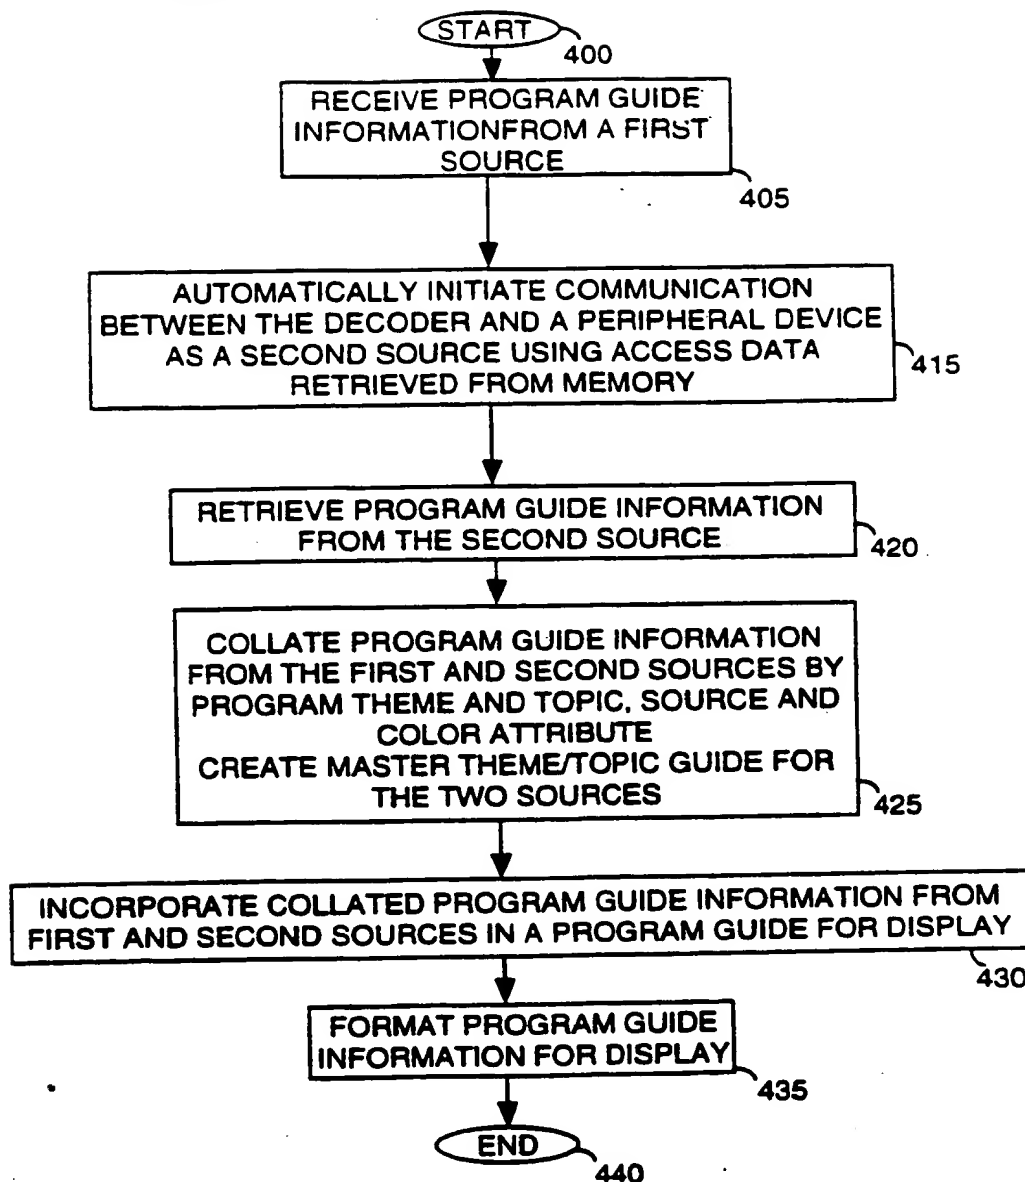 START
400
RECEIVE PROGRAM GUIDE
INFORMATIONFROM A FIRST
SOURCE
405
AUTOMATICALLY INITIATE COMMUNICATION
BETWEEN THE DECODER AND A PERIPHERAL DEVICE
AS A SECOND SOURCE USING ACCESS DATA
RETRIEVED FROM MEMORY
415
RETRIEVE PROGRAM GUIDE INFORMATION
FROM THE SECOND SOURCE
420
COLLATE PROGRAM GUIDE INFORMATION
FROM THE FIRST AND SECOND SOURCES BY
PROGRAM THEME AND TOPIC, SOURCE AND
COLOR ATTRIBUTE
CREATE MASTER THEME/TOPIC GUIDE FOR
THE TWO SOURCES
425
INCORPORATE COLLATED PROGRAM GUIDE INFORMATION FROM
FIRST AND SECOND SOURCES IN A PROGRAM GUIDE FOR DISPLAY
430
FORMAT PROGRAM GUIDE
INFORMATION FOR DISPLAY
435
END
440